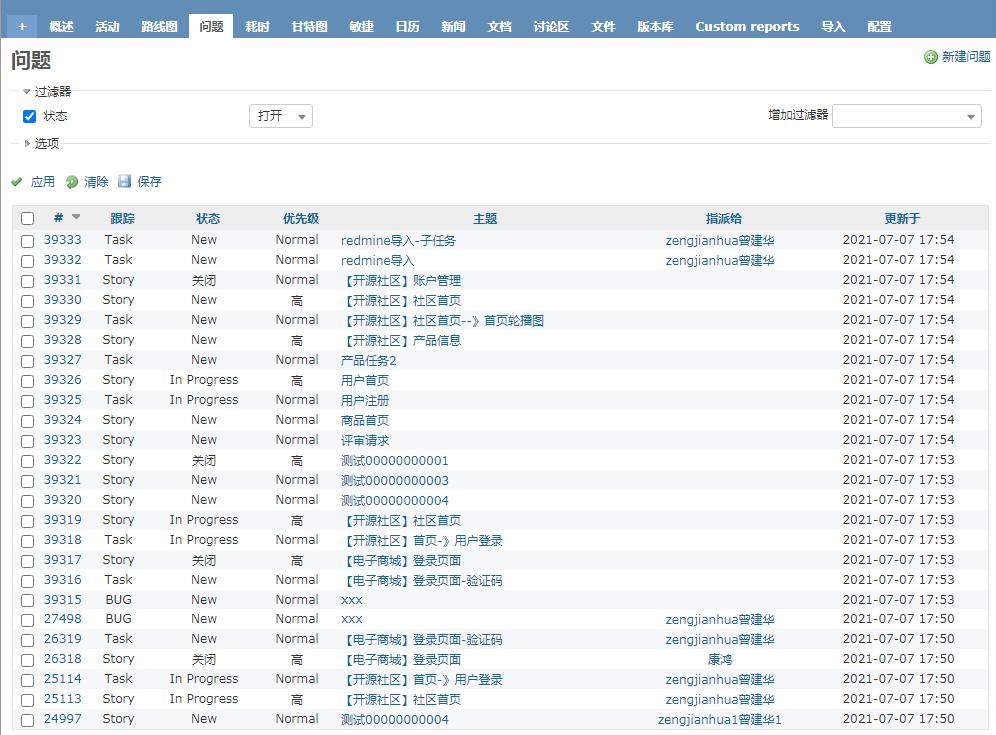 + 概述 活动 路线图 问题 耗时 甘特图 敏捷 日历 新闻 文档 讨论区 文件 版本库 Custom reports 导入 配置
问题 新建问题
过滤器
状态 打开 增加过滤器
选项
应用 清除 保存
# 跟踪 状态 优先级 主题 指派给 更新于
39333 Task New Normal redmine导入-子任务 zengjianhua曾建华 2021-07-07 17:54
39332 Task New Normal redmine导入 zengjianhua曾建华 2021-07-07 17:54
39331 Story 关闭 Normal 【开源社区】账户管理 2021-07-07 17:54
39330 Story New 高 【开源社区】社区首页 2021-07-07 17:54
39329 Task New Normal 【开源社区】社区首页--》首页轮播图 2021-07-07 17:54
39328 Story New 高 【开源社区】产品信息 2021-07-07 17:54
39327 Task New Normal 产品任务2 2021-07-07 17:54
39326 Story In Progress 高 用户首页 2021-07-07 17:54
39325 Task In Progress Normal 用户注册 2021-07-07 17:54
39324 Story New Normal 商品首页 2021-07-07 17:54
39323 Story New Normal 评审请求 2021-07-07 17:54
39322 Story 关闭 高 测试00000000001 2021-07-07 17:53
39321 Story New Normal 测试00000000003 2021-07-07 17:53
39320 Story New Normal 测试00000000004 2021-07-07 17:53
39319 Story In Progress 高 【开源社区】社区首页 2021-07-07 17:53
39318 Task In Progress Normal 【开源社区】首页-》用户登录 2021-07-07 17:53
39317 Story 关闭 高 【电子商城】登录页面 2021-07-07 17:53
39316 Task New Normal 【电子商城】登录页面-验证码 2021-07-07 17:53
39315 BUG New Normal xxx 2021-07-07 17:53
27498 BUG New Normal xxx zengjianhua曾建华 2021-07-07 17:50
26319 Task New Normal 【电子商城】登录页面-验证码 zengjianhua曾建华 2021-07-07 17:50
26318 Story 关闭 高 【电子商城】登录页面 康鸿 2021-07-07 17:50
25114 Task In Progress Normal 【开源社区】首页-》用户登录 zengjianhua曾建华 2021-07-07 17:50
25113 Story In Progress 高 【开源社区】社区首页 zengjianhua曾建华 2021-07-07 17:50
24997 Story New Normal 测试00000000004 zengjianhua1曾建华1 2021-07-07 17:50